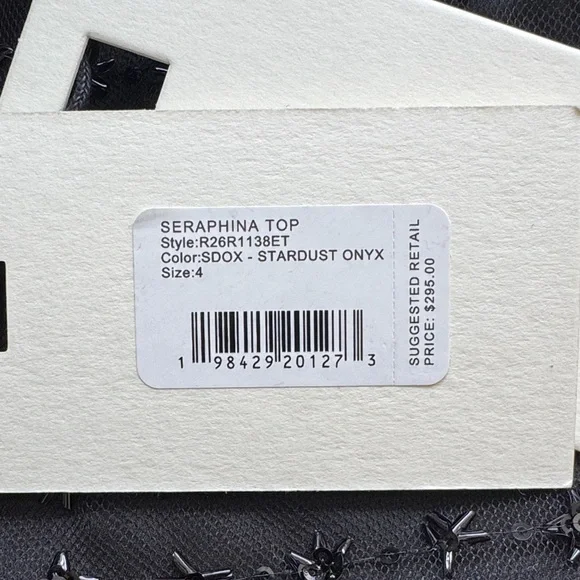 SERAPHINA TOP
Style:R26R1138ET
Color:SDOX - STARDUST ONYX
Size:4
1 98429 20127 3
SUGGESTED RETAIL
PRICE: $295.00